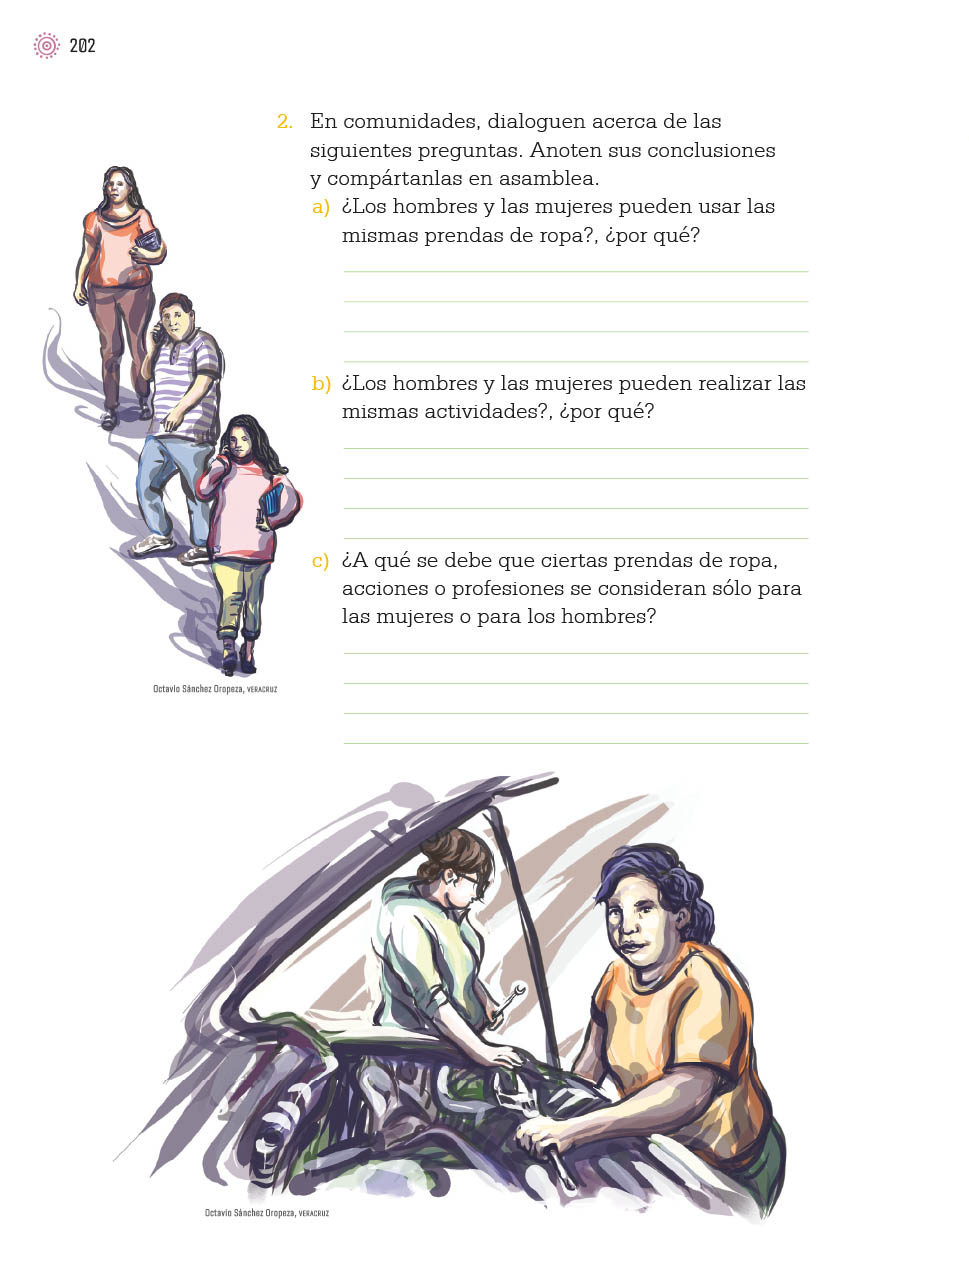 202
2. En comunidades, dialoguen acerca de las
siguientes preguntas. Anoten sus conclusiones
y compártanlas en asamblea.
a) ¿Los hombres y las mujeres pueden usar las
mismas prendas de ropa?, ¿por qué?
b) ¿Los hombres y las mujeres pueden realizar las
mismas actividades?, ¿por qué?
c) ¿A qué se debe que ciertas prendas de ropa,
acciones o profesiones se consideran sólo para
las mujeres o para los hombres?
Octavio Sánchez Oropeza, VERACRUZ
Octavio Sánchez Oropeza, VERACRUZ